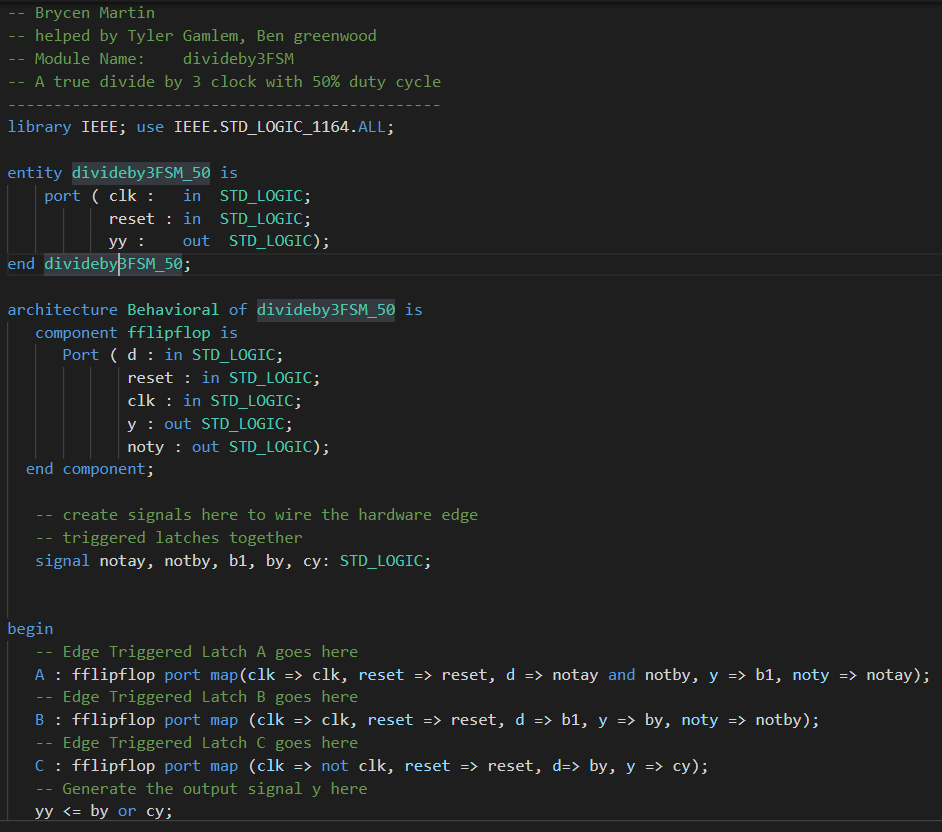 -- Brycen Martin
-- helped by Tyler Gamlem, Ben greenwood
-- Module Name:    divideby3FSM
-- A true divide by 3 clock with 50% duty cycle
-----------------------------------------------
library IEEE; use IEEE.STD_LOGIC_1164.ALL;

entity divideby3FSM_50 is
    port ( clk :   in  STD_LOGIC;
           reset : in  STD_LOGIC;
           yy :    out  STD_LOGIC);
end divideby3FSM_50;

architecture Behavioral of divideby3FSM_50 is
   component fflipflop is
      Port ( d : in STD_LOGIC;
             reset : in STD_LOGIC;
             clk : in STD_LOGIC;
             y : out STD_LOGIC;
             noty : out STD_LOGIC);
  end component;

   -- create signals here to wire the hardware edge
   -- triggered latches together
   signal notay, notby, b1, by, cy: STD_LOGIC;


begin
   -- Edge Triggered Latch A goes here
   A : fflipflop port map(clk => clk, reset => reset, d => notay and notby, y => b1, noty => notay);
   -- Edge Triggered Latch B goes here
   B : fflipflop port map (clk => clk, reset => reset, d => b1, y => by, noty => notby);
   -- Edge Triggered Latch C goes here
   C : fflipflop port map (clk => not clk, reset => reset, d=> by, y => cy);
   -- Generate the output signal y here
   yy <= by or cy;